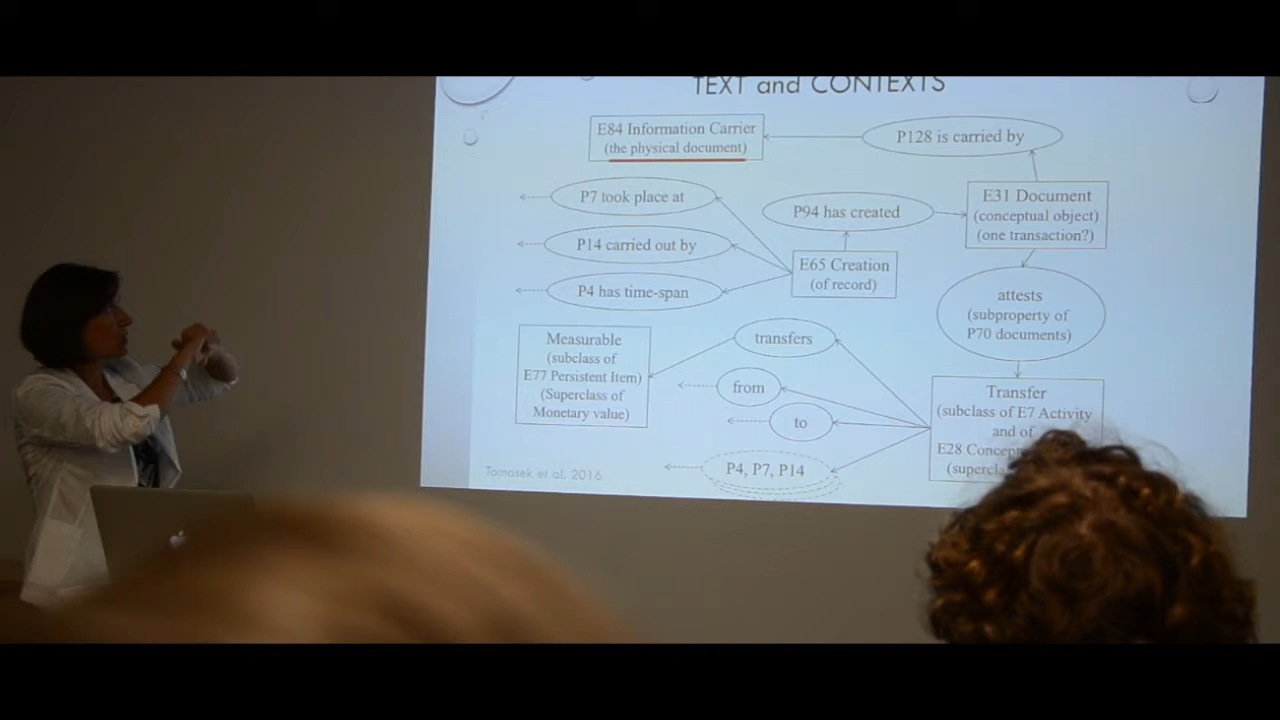 TEXT and CONTEXTS
E84 Information Carrier
(the physical document)
P128 is carried by
E31 Document
(conceptual object)
(one transaction?)
P7 took place at
P94 has created
P14 carried out by
E65 Creation
(of record)
P4 has time-span
attests
(subproperty of
P70 documents)
Measurable
(subclass of
E77 Persistent Item)
(Superclass of
Monetary value)
transfers
from
to
P4, P7, P14
Transfer
(subclass of E7 Activity
and of
E28
Tomasek et al, 2016